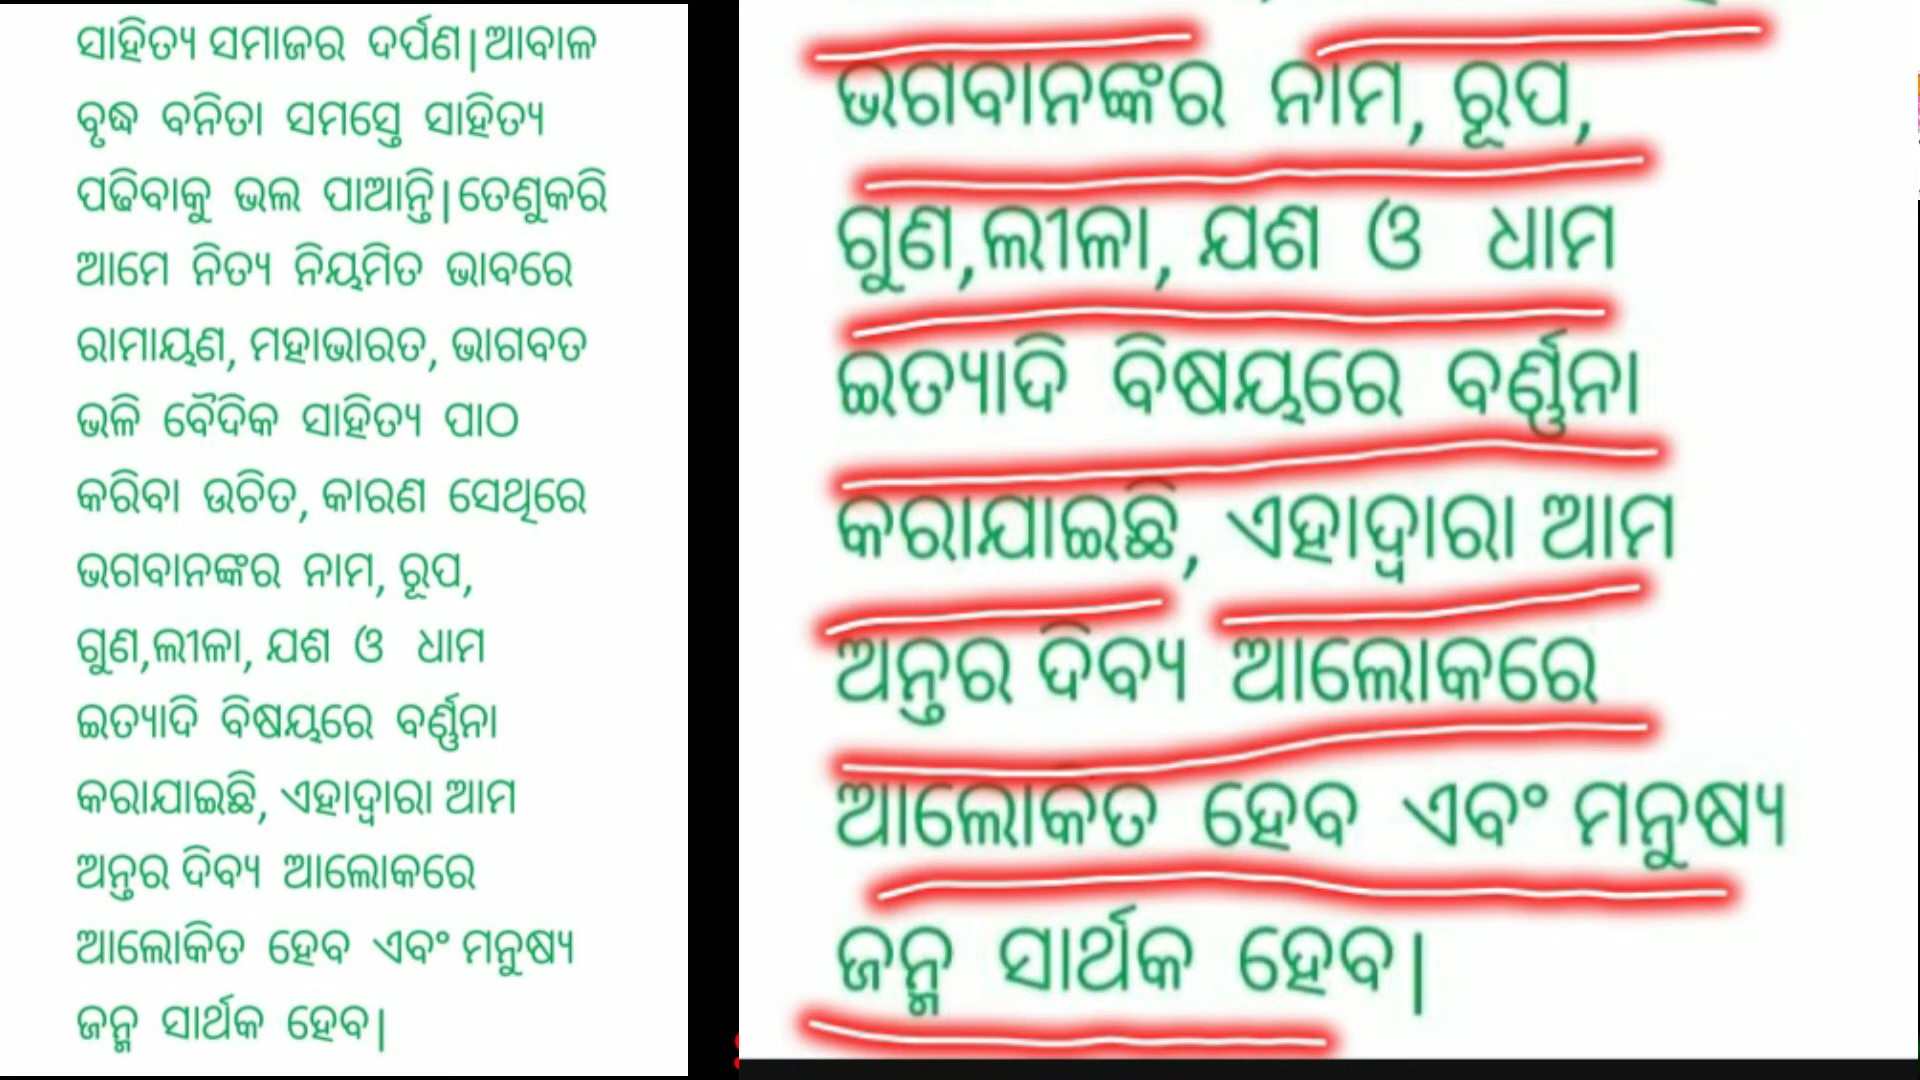 ସାହିତ୍ୟ ସମାଜର ଦର୍ପଣ|ଆବାଳ
ବୃଦ୍ଧ ବନିତା ସମସ୍ତେ ସାହିତ୍ୟ
ପଢିବାକୁ ଭଲ ପାଆନ୍ତି|ତେଣୁକରି
ଆମେ ନିତ୍ୟ ନିୟମିତ ଭାବରେ
ରାମାୟଣ, ମହାଭାରତ, ଭାଗବତ
ଭଳି ବୈଦିକ ସାହିତ୍ୟ ପାଠ
କରିବା ଉଚିତ, କାରଣ ସେଥିରେ
ଭଗବାନଙ୍କର ନାମ, ରୂପ,
ଗୁଣ,ଲୀଳା, ଯଶ ଓ ଧାମ
ଇତ୍ୟାଦି ବିଷୟରେ ବର୍ଣ୍ଣନା
କରାଯାଇଛି, ଏହାଦ୍ୱାରା ଆମ
ଅନ୍ତର ଦିବ୍ୟ ଆଲୋକରେ
ଆଲୋକିତ ହେବ ଏବଂ ମନୁଷ୍ୟ
ଜନ୍ମ ସାର୍ଥକ ହେବ|
ଭଗବାନଙ୍କର ନାମ, ରୂପ,
ଗୁଣ,ଲୀଳା, ଯଶ ଓ ଧାମ
ଇତ୍ୟାଦି ବିଷୟରେ ବର୍ଣ୍ଣନା
କରାଯାଇଛି, ଏହାଦ୍ୱାରା ଆମ
ଅନ୍ତର ଦିବ୍ୟ ଆଲୋକରେ
ଆଲୋକିତ ହେବ ଏବଂ ମନୁଷ୍ୟ
ଜନ୍ମ ସାର୍ଥକ ହେବ|